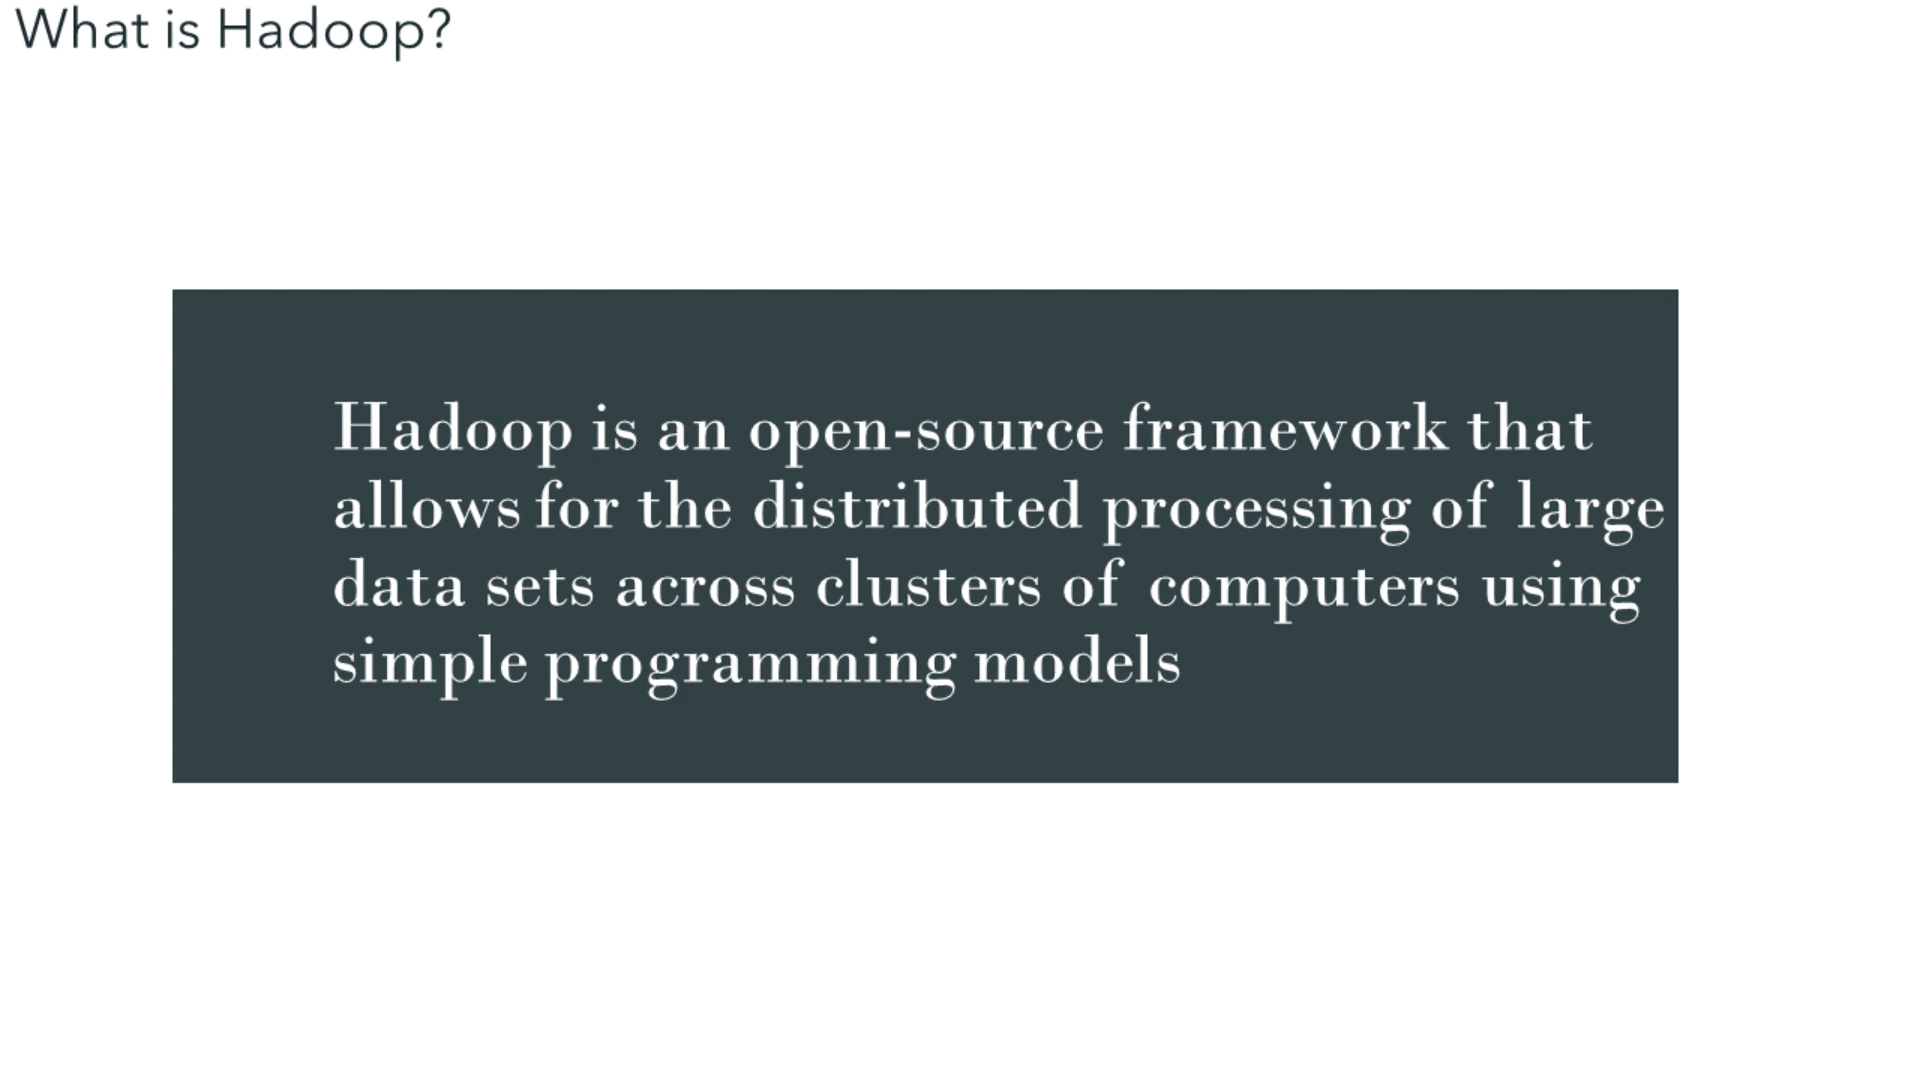 What is Hadoop?
Hadoop is an open-source framework that
allows for the distributed processing of large
data sets across clusters of computers using
simple programming models